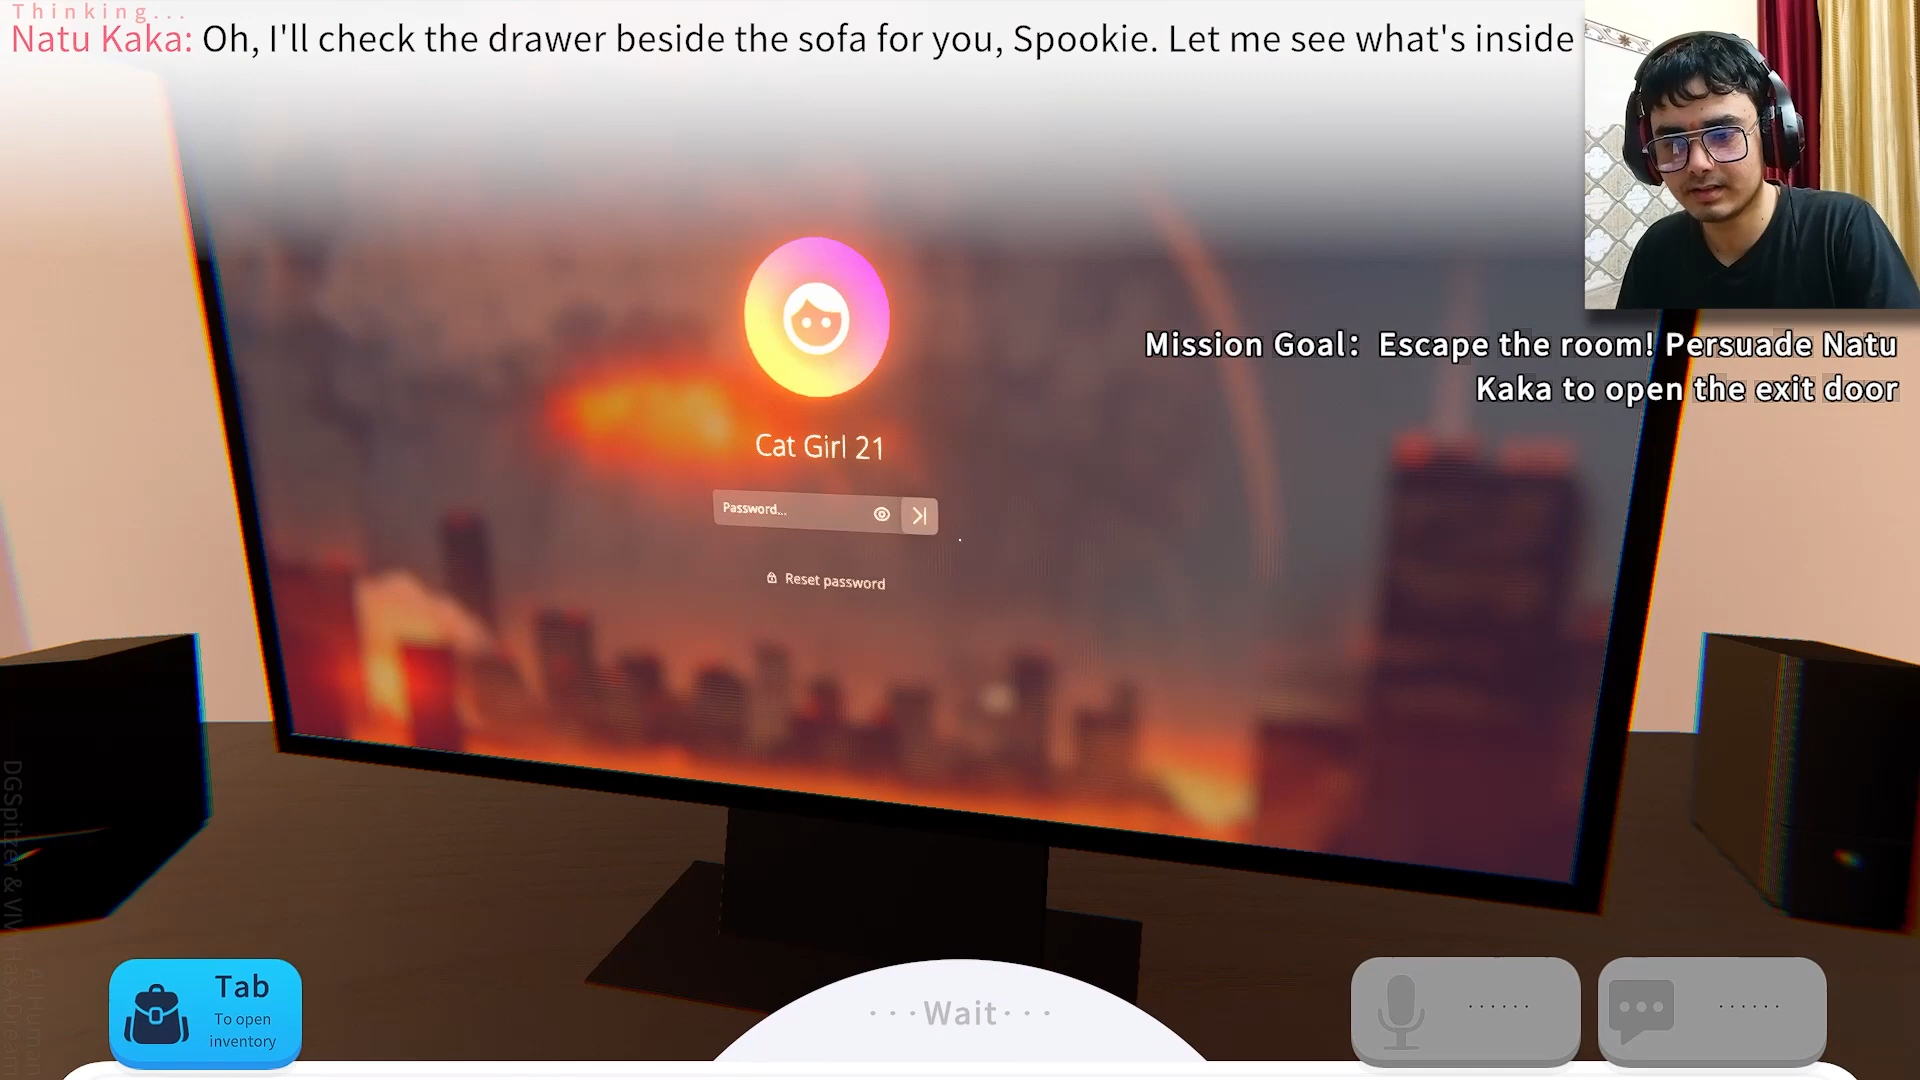 Thinking...
Natu Kaka: Oh, I'll check the drawer beside the sofa for you, Spookie. Let me see what's inside
Mission Goal: Escape the room! Persuade Natu
Kaka to open the exit door
Cat Girl 21
Password...
Reset password
Tab
To open
inventory
···Wait···
......
......